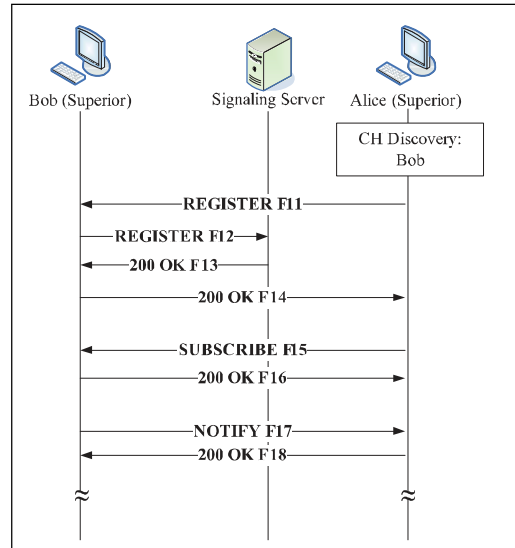 Bob (Superior)
Signaling Server
Alice (Superior)
CH Discovery:
Bob
REGISTER F11
REGISTER F12
200 OK F13
200 OK F14
SUBSCRIBE F15
200 OK F16
NOTIFY F17
200 OK F18